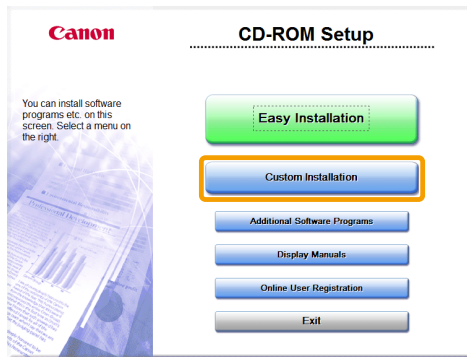 Canon
CD-ROM Setup
You can install software
programs etc. on this
screen. Select a menu on
the right.
Easy Installation
Custom Installation
Additional Software Programs
Display Manuals
Online User Registration
Exit